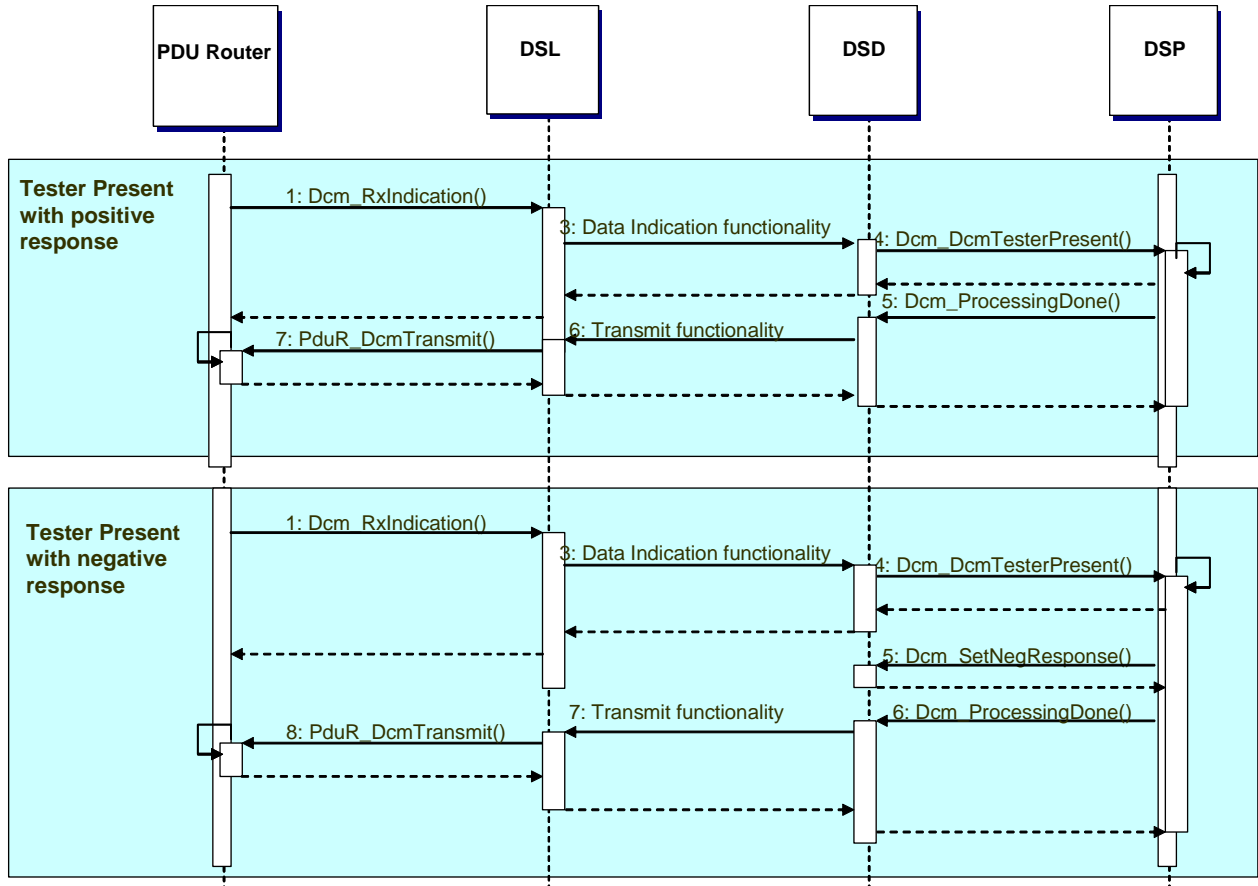 PDU Router
DSL
DSD
DSP
Tester Present
with positive
response
1: Dcm_RxIndication()
3: Data Indication functionality
4: Dcm_DcmTesterPresent()
5: Dcm_ProcessingDone()
6: Transmit functionality
7: PduR_DcmTransmit()
Tester Present
with negative
response
1: Dcm_RxIndication()
3: Data Indication functionality
4: Dcm_DcmTesterPresent()
5: Dcm_SetNegResponse()
6: Dcm_ProcessingDone()
7: Transmit functionality
8: PduR_DcmTransmit()